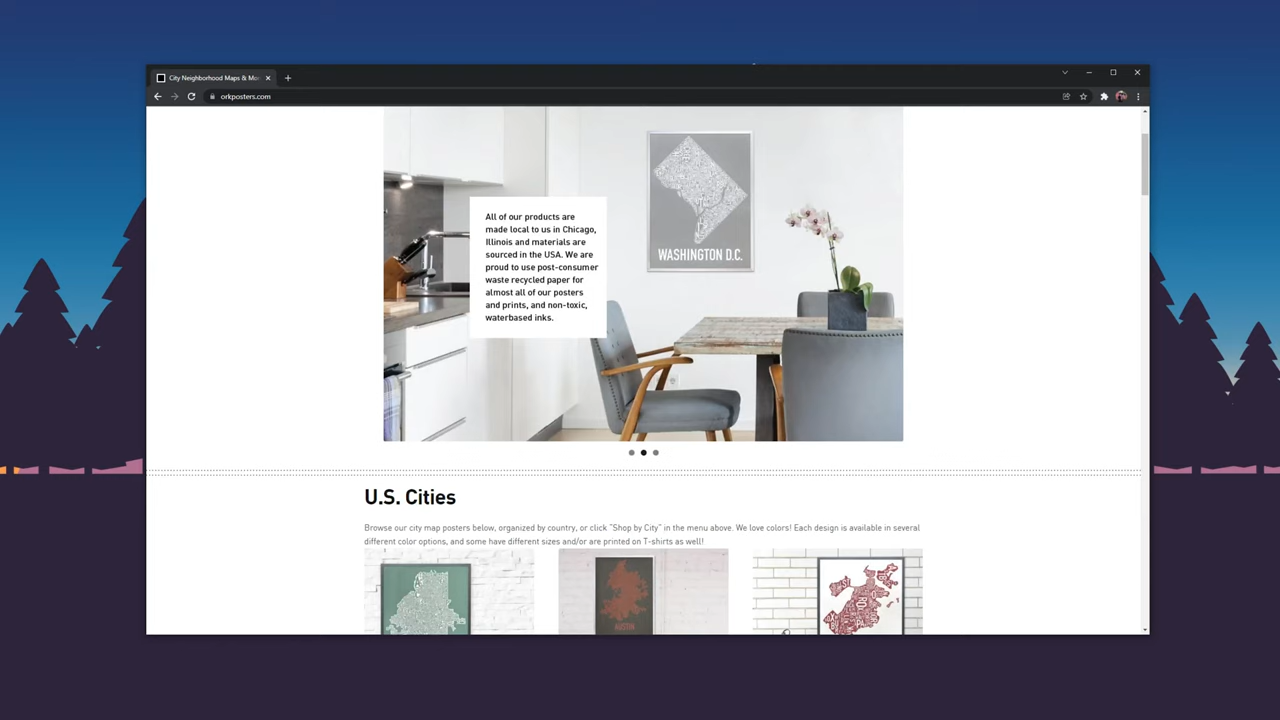 City Neighborhood Maps & Mo
orkposters.com
All of our products are
made local to us in Chicago,
Illinois and materials are
sourced in the USA. We are
proud to use post-consumer
waste recycled paper for
almost all of our posters
and prints, and non-toxic,
waterbased inks.
WASHINGTON D.C.
U.S. Cities
Browse our city map posters below, organized by country, or click "Shop by City" in the menu above. We love colors! Each design is available in several
different color options, and some have different sizes and/or are printed on T-shirts as well!
AUSTIN